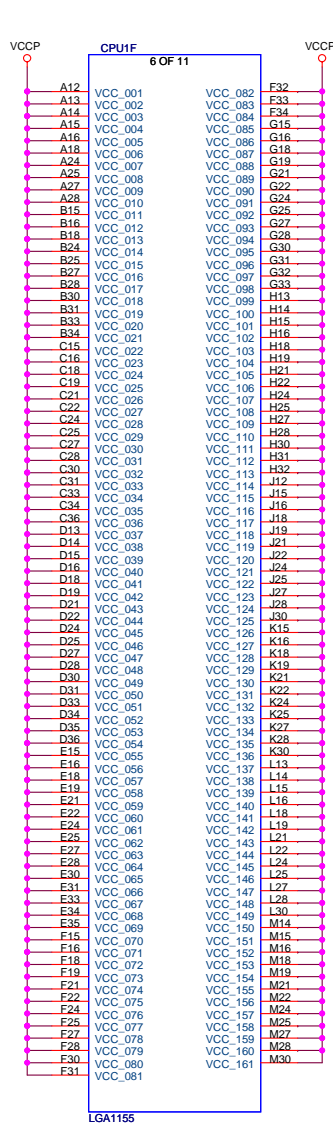 VCCP CPU1F VCCP
6 OF 11
A12 VCC_001 VCC_082 F32
A13 VCC_002 VCC_083 F33
A14 VCC_003 VCC_084 F34
A15 VCC_004 VCC_085 G15
A16 VCC_005 VCC_086 G16
A18 VCC_006 VCC_087 G18
A24 VCC_007 VCC_088 G19
A25 VCC_008 VCC_089 G21
A27 VCC_009 VCC_090 G22
A28 VCC_010 VCC_091 G24
B15 VCC_011 VCC_092 G25
B16 VCC_012 VCC_093 G27
B18 VCC_013 VCC_094 G28
B24 VCC_014 VCC_095 G30
B25 VCC_015 VCC_096 G31
B27 VCC_016 VCC_097 G32
B28 VCC_017 VCC_098 G33
B30 VCC_018 VCC_099 H13
B31 VCC_019 VCC_100 H14
B33 VCC_020 VCC_101 H15
B34 VCC_021 VCC_102 H16
C15 VCC_022 VCC_103 H18
C16 VCC_023 VCC_104 H19
C18 VCC_024 VCC_105 H21
C19 VCC_025 VCC_106 H22
C21 VCC_026 VCC_107 H24
C22 VCC_027 VCC_108 H25
C24 VCC_028 VCC_109 H27
C25 VCC_029 VCC_110 H28
C27 VCC_030 VCC_111 H30
C28 VCC_031 VCC_112 H31
C30 VCC_032 VCC_113 H32
C31 VCC_033 VCC_114 J12
C33 VCC_034 VCC_115 J15
C34 VCC_035 VCC_116 J16
C36 VCC_036 VCC_117 J18
D13 VCC_037 VCC_118 J19
D14 VCC_038 VCC_119 J21
D15 VCC_039 VCC_120 J22
D16 VCC_040 VCC_121 J24
D18 VCC_041 VCC_122 J25
D19 VCC_042 VCC_123 J27
D21 VCC_043 VCC_124 J28
D22 VCC_044 VCC_125 J30
D24 VCC_045 VCC_126 K15
D25 VCC_046 VCC_127 K16
D27 VCC_047 VCC_128 K18
D28 VCC_048 VCC_129 K19
D30 VCC_049 VCC_130 K21
D31 VCC_050 VCC_131 K22
D33 VCC_051 VCC_132 K24
D34 VCC_052 VCC_133 K25
D35 VCC_053 VCC_134 K27
D36 VCC_054 VCC_135 K28
E15 VCC_055 VCC_136 K30
E16 VCC_056 VCC_137 L13
E18 VCC_057 VCC_138 L14
E19 VCC_058 VCC_139 L15
E21 VCC_059 VCC_140 L16
E22 VCC_060 VCC_141 L18
E24 VCC_061 VCC_142 L19
E25 VCC_062 VCC_143 L21
E27 VCC_063 VCC_144 L22
E28 VCC_064 VCC_145 L24
E30 VCC_065 VCC_146 L25
E31 VCC_066 VCC_147 L27
E33 VCC_067 VCC_148 L28
E34 VCC_068 VCC_149 L30
E35 VCC_069 VCC_150 M14
F15 VCC_070 VCC_151 M15
F16 VCC_071 VCC_152 M16
F18 VCC_072 VCC_153 M18
F19 VCC_073 VCC_154 M19
F21 VCC_074 VCC_155 M21
F22 VCC_075 VCC_156 M22
F24 VCC_076 VCC_157 M24
F25 VCC_077 VCC_158 M25
F27 VCC_078 VCC_159 M27
F28 VCC_079 VCC_160 M28
F30 VCC_080 VCC_161 M30
F31 VCC_081
LGA1155